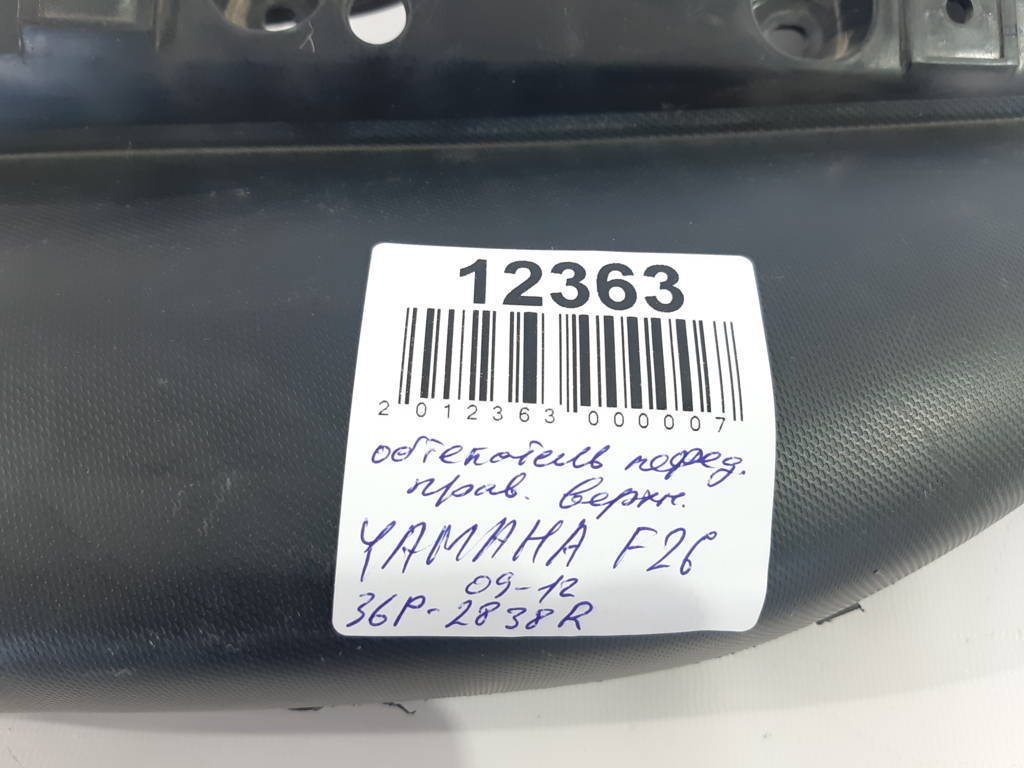 12363
2 012363 000007
обтекатель перед.
прав. верхн.
YAMAHA F26
09-12
36P-2838R